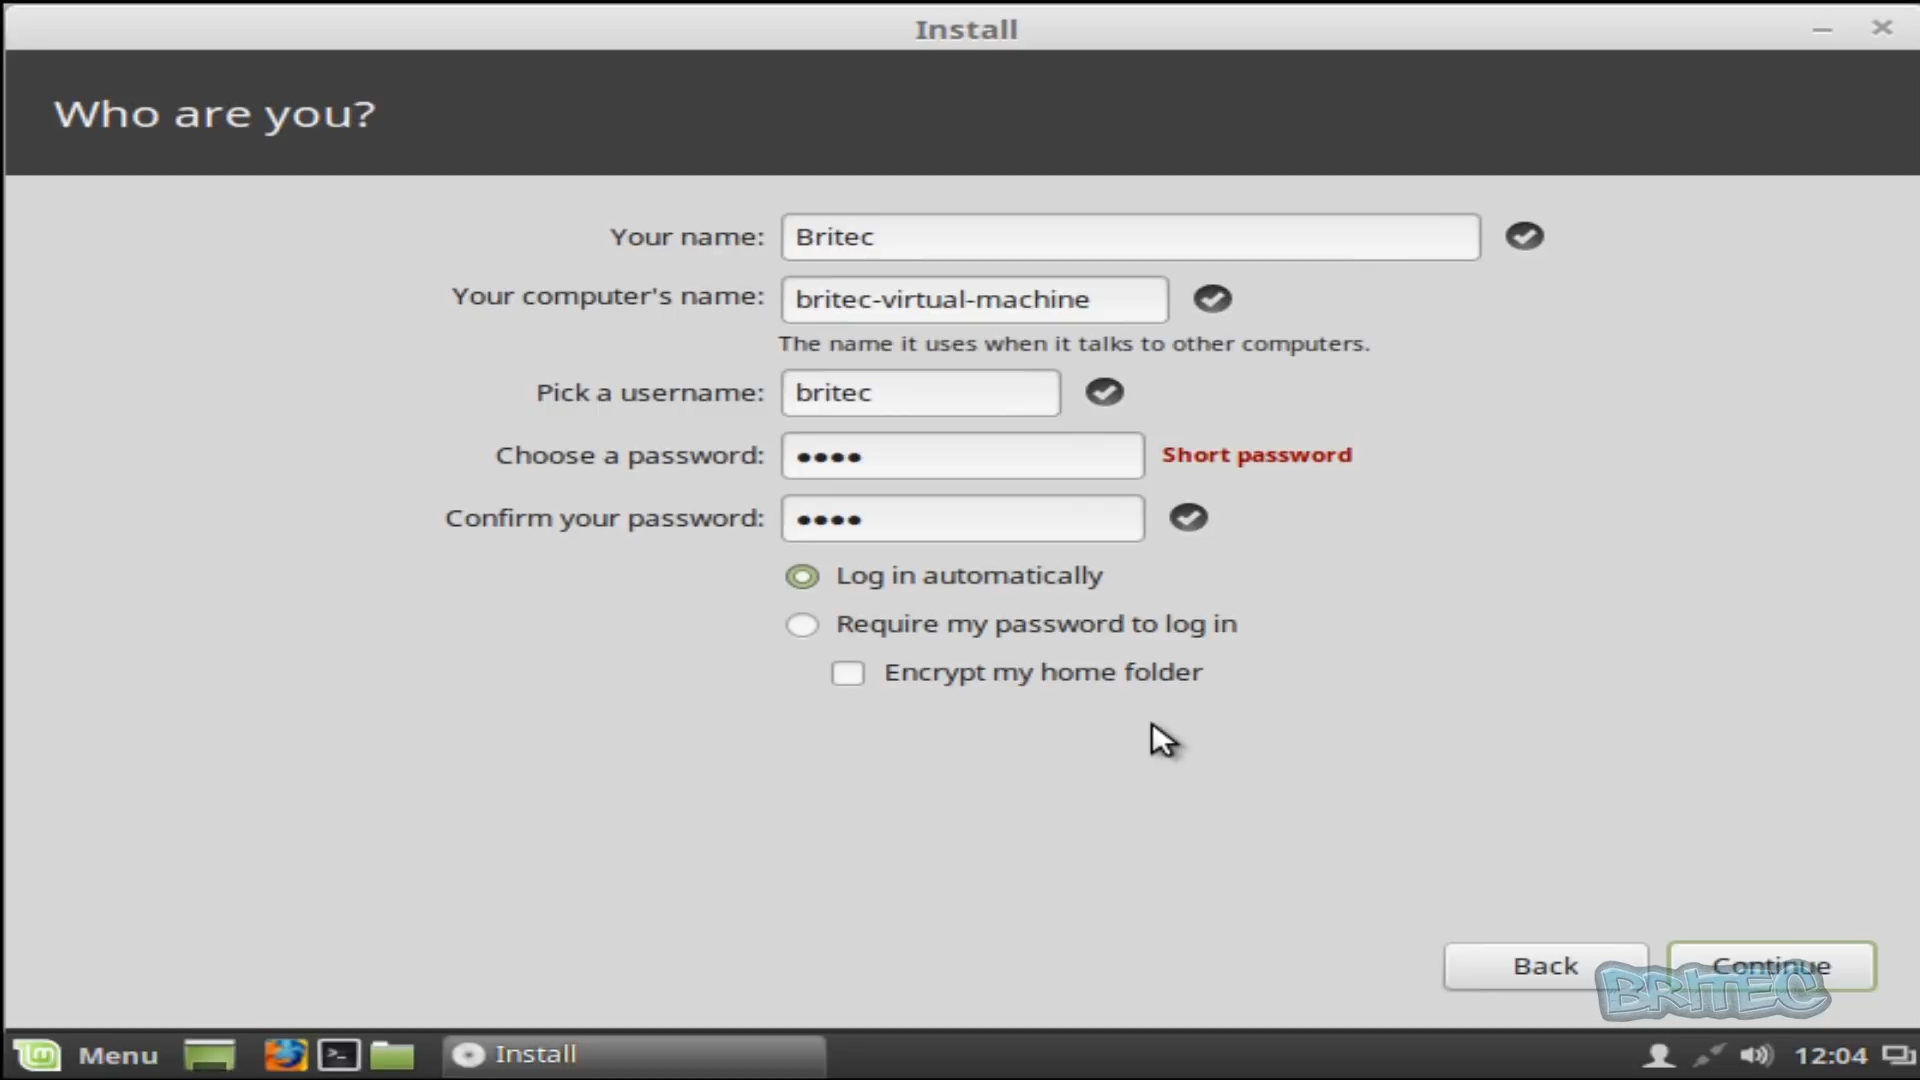 Install
Who are you?
Your name: Britec
Your computer's name: britec-virtual-machine
The name it uses when it talks to other computers.
Pick a username: britec
Choose a password: •••• Short password
Confirm your password: ••••
Log in automatically
Require my password to log in
Encrypt my home folder
Back Continue
BRITEC
Menu Install 12:04